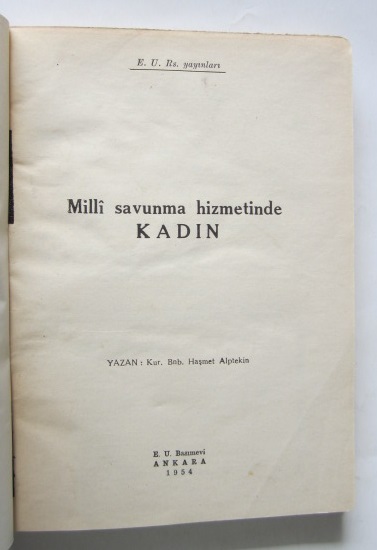 E. U. Rs. yayınları
Millî savunma hizmetinde
KADIN
YAZAN : Kur. Bnb. Haşmet Alptekin
E. U. Basımevi
ANKARA
1954